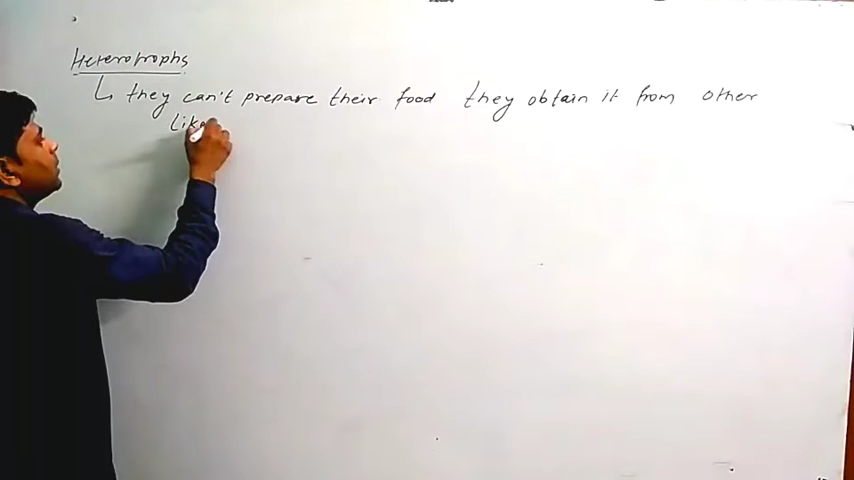 Heterotrophs
they can't prepare their food they obtain it from other
like